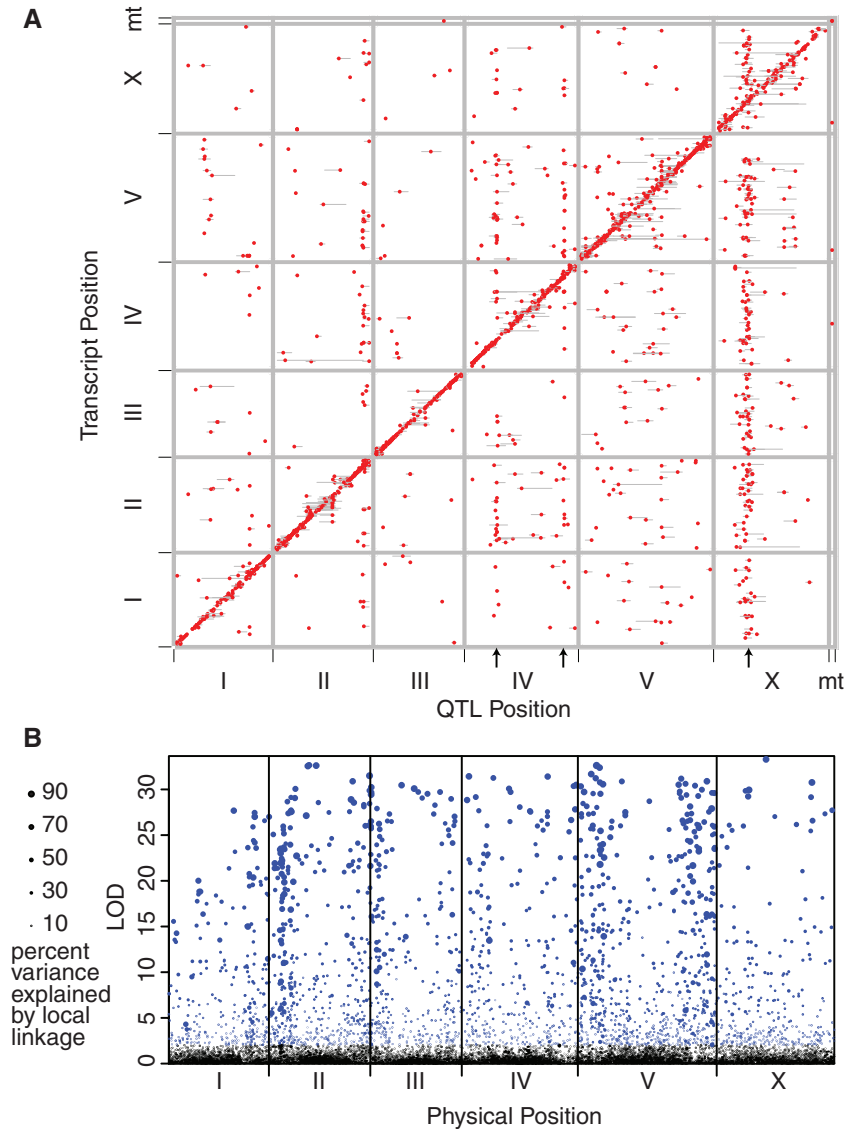 A
mt
X
V
IV
III
II
I
Transcript Position
I II III IV V X mt
QTL Position
B
90
70
50
30
10
percent
variance
explained
by local
linkage
LOD
30
25
20
15
10
5
0
I II III IV V X
Physical Position